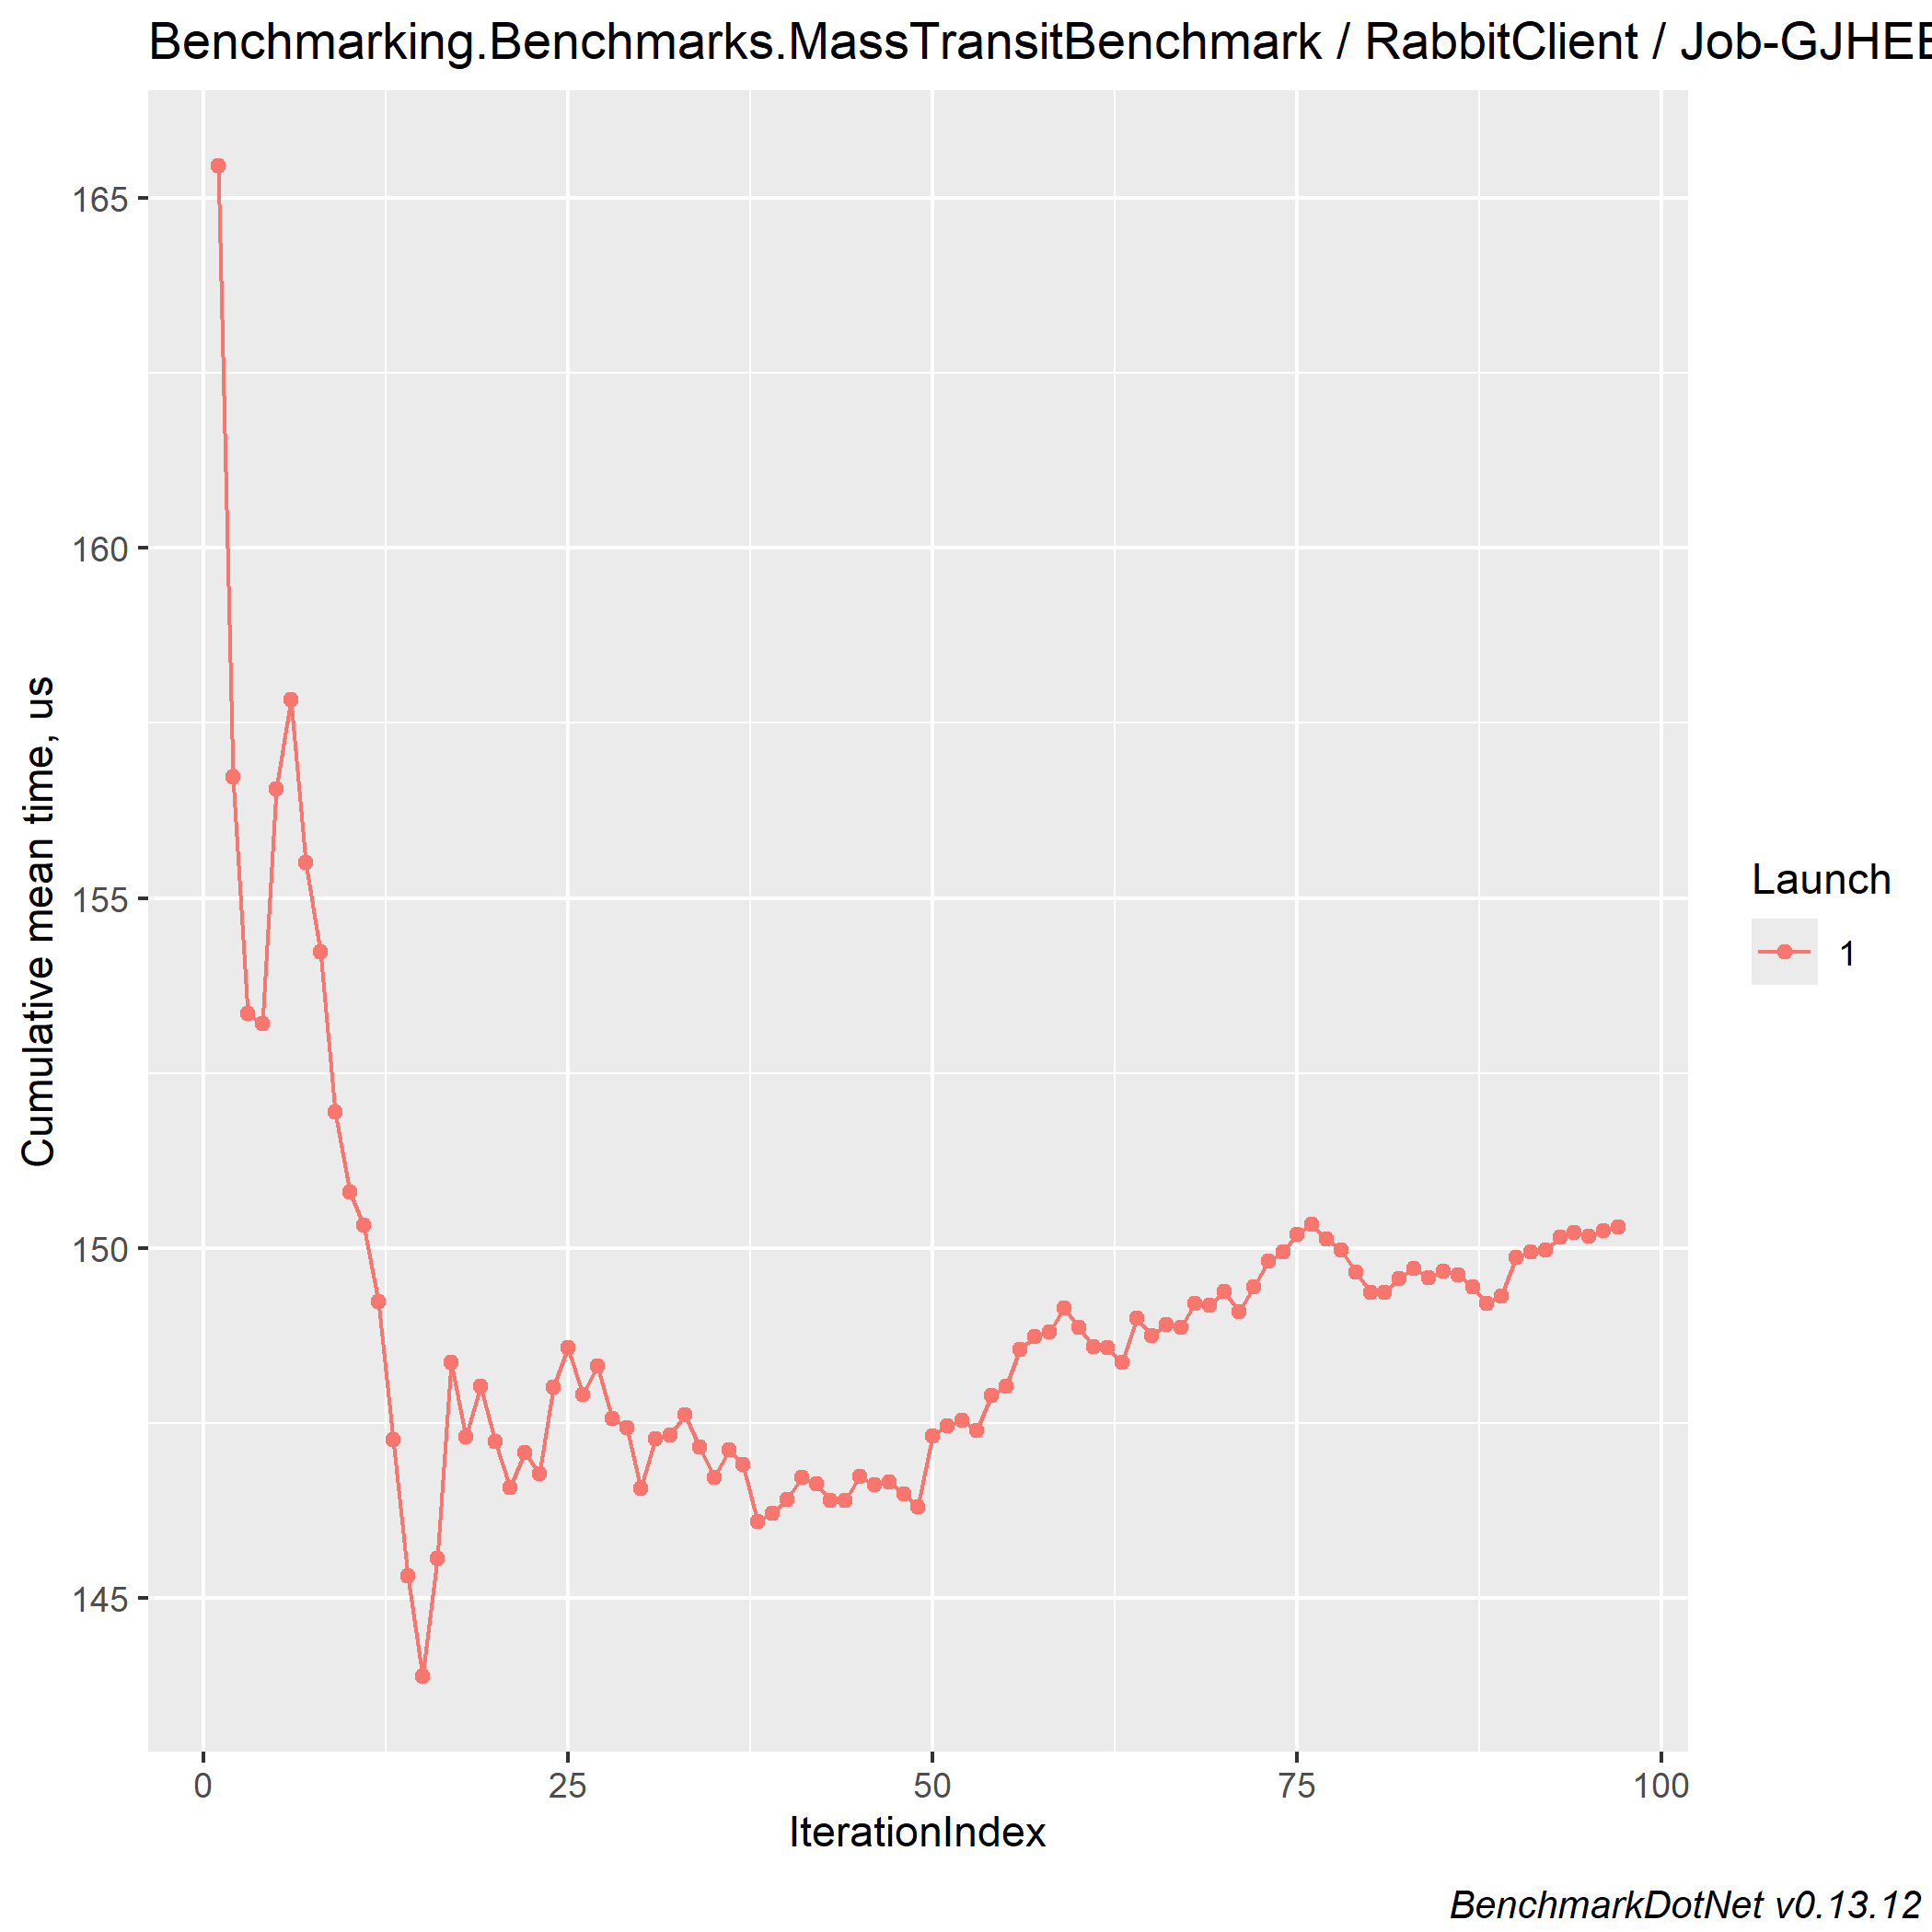 Benchmarking.Benchmarks.MassTransitBenchmark / RabbitClient / Job-GJHEE
165
160
155
150
145
Cumulative mean time, us
0 25 50 75 100
IterationIndex
Launch
1
BenchmarkDotNet v0.13.12